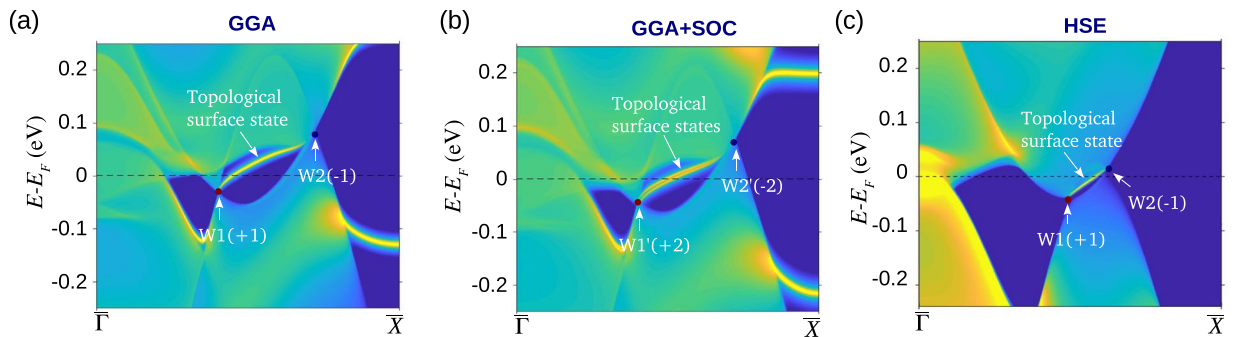 (a)
GGA
E-E_F (eV)
0.2
0.1
0
-0.1
-0.2
Topological
surface state
W2(-1)
W1(+1)
Γ̅
X̅
(b)
GGA+SOC
E-E_F (eV)
0.2
0.1
0
-0.1
-0.2
Topological
surface states
W2'(-2)
W1'(+2)
Γ̅
X̅
(c)
HSE
E-E_F (eV)
0.2
0.1
0
-0.1
-0.2
Topological
surface state
W2(-1)
W1(+1)
Γ̅
X̅